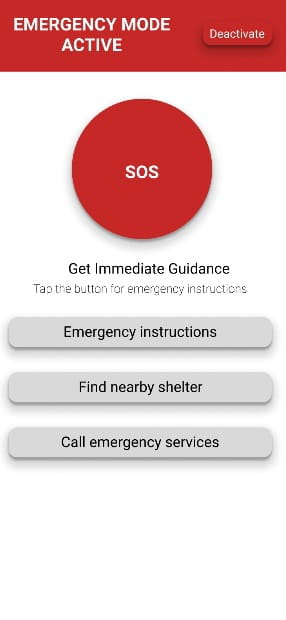 EMERGENCY MODE
ACTIVE
Deactivate
SOS
Get Immediate Guidance
Tap the button for emergency instructions
Emergency instructions
Find nearby shelter
Call emergency services